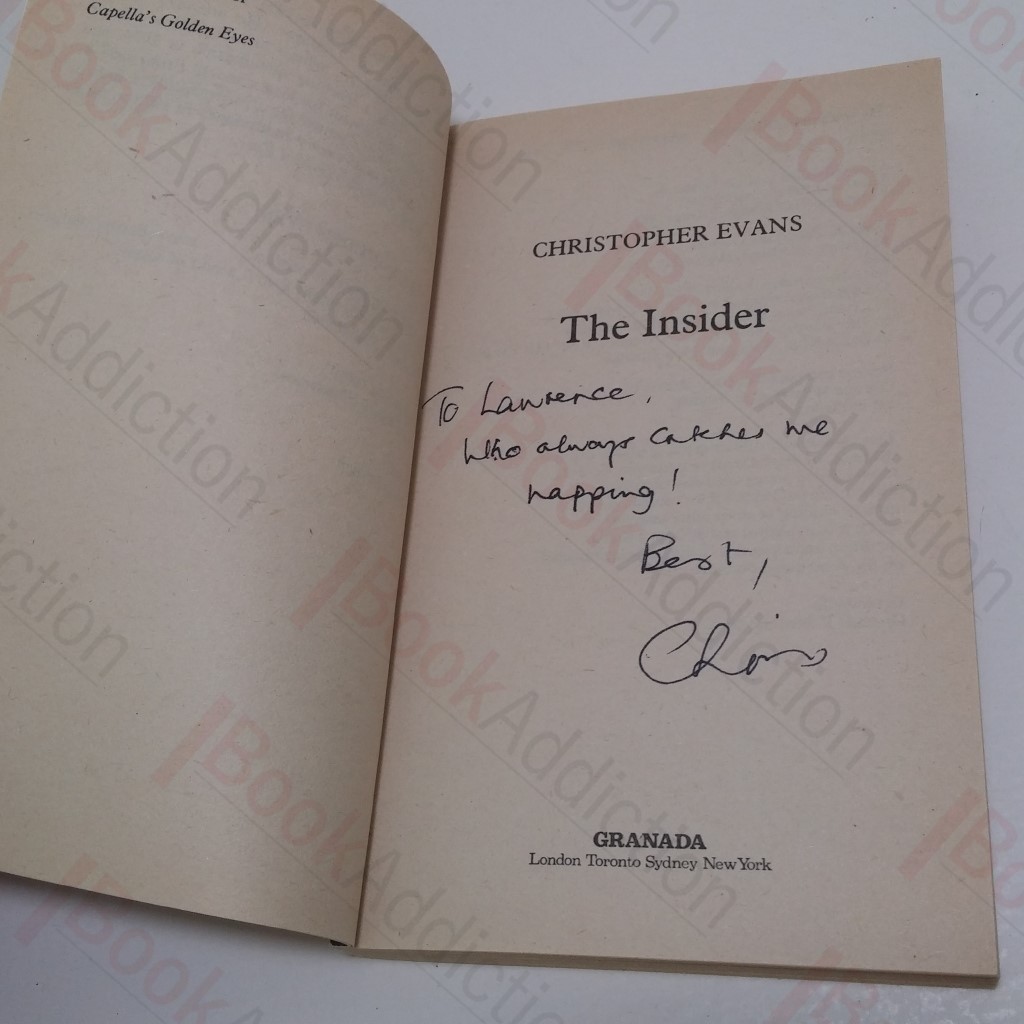 Capella's Golden Eyes
CHRISTOPHER EVANS
The Insider
To Lawrence,
who always catches me
napping!
Best,
Chris
GRANADA
London Toronto Sydney New York
BookAddiction